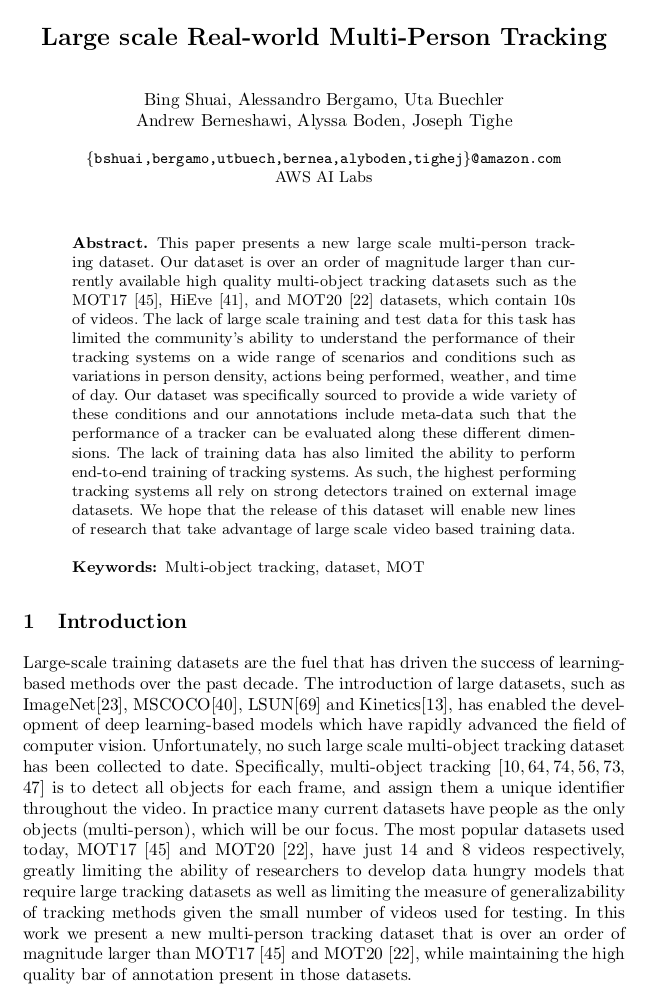 Large scale Real-world Multi-Person Tracking
Bing Shuai, Alessandro Bergamo, Uta Buechler
Andrew Berneshawi, Alyssa Boden, Joseph Tighe
{bshuai,bergamo,utbuech,bernea,alyboden,tighej}@amazon.com
AWS AI Labs
Abstract. This paper presents a new large scale multi-person track-
ing dataset. Our dataset is over an order of magnitude larger than cur-
rently available high quality multi-object tracking datasets such as the
MOT17 [45], HiEve [41], and MOT20 [22] datasets, which contain 10s
of videos. The lack of large scale training and test data for this task has
limited the community's ability to understand the performance of their
tracking systems on a wide range of scenarios and conditions such as
variations in person density, actions being performed, weather, and time
of day. Our dataset was specifically sourced to provide a wide variety of
these conditions and our annotations include meta-data such that the
performance of a tracker can be evaluated along these different dimen-
sions. The lack of training data has also limited the ability to perform
end-to-end training of tracking systems. As such, the highest performing
tracking systems all rely on strong detectors trained on external image
datasets. We hope that the release of this dataset will enable new lines
of research that take advantage of large scale video based training data.
Keywords: Multi-object tracking, dataset, MOT
1 Introduction
Large-scale training datasets are the fuel that has driven the success of learning-
based methods over the past decade. The introduction of large datasets, such as
ImageNet[23], MSCOCO[40], LSUN[69] and Kinetics[13], has enabled the devel-
opment of deep learning-based models which have rapidly advanced the field of
computer vision. Unfortunately, no such large scale multi-object tracking dataset
has been collected to date. Specifically, multi-object tracking [10, 64, 74, 56, 73,
47] is to detect all objects for each frame, and assign them a unique identifier
throughout the video. In practice many current datasets have people as the only
objects (multi-person), which will be our focus. The most popular datasets used
today, MOT17 [45] and MOT20 [22], have just 14 and 8 videos respectively,
greatly limiting the ability of researchers to develop data hungry models that
require large tracking datasets as well as limiting the measure of generalizability
of tracking methods given the small number of videos used for testing. In this
work we present a new multi-person tracking dataset that is over an order of
magnitude larger than MOT17 [45] and MOT20 [22], while maintaining the high
quality bar of annotation present in those datasets.